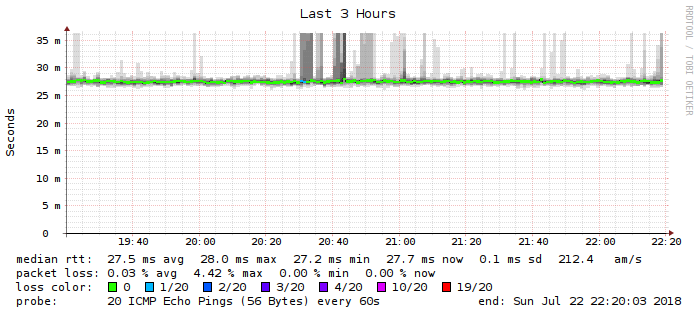 Last 3 Hours
RRDTOOL / TOBI OETIKER
Seconds
35 m
30 m
25 m
20 m
15 m
10 m
5 m
0
19:40 20:00 20:20 20:40 21:00 21:20 21:40 22:00 22:20
median rtt: 27.5 ms avg 28.0 ms max 27.2 ms min 27.7 ms now 0.1 ms sd 212.4 am/s
packet loss: 0.03 % avg 4.42 % max 0.00 % min 0.00 % now
loss color: 0 1/20 2/20 3/20 4/20 10/20 19/20
probe: 20 ICMP Echo Pings (56 Bytes) every 60s end: Sun Jul 22 22:20:03 2018